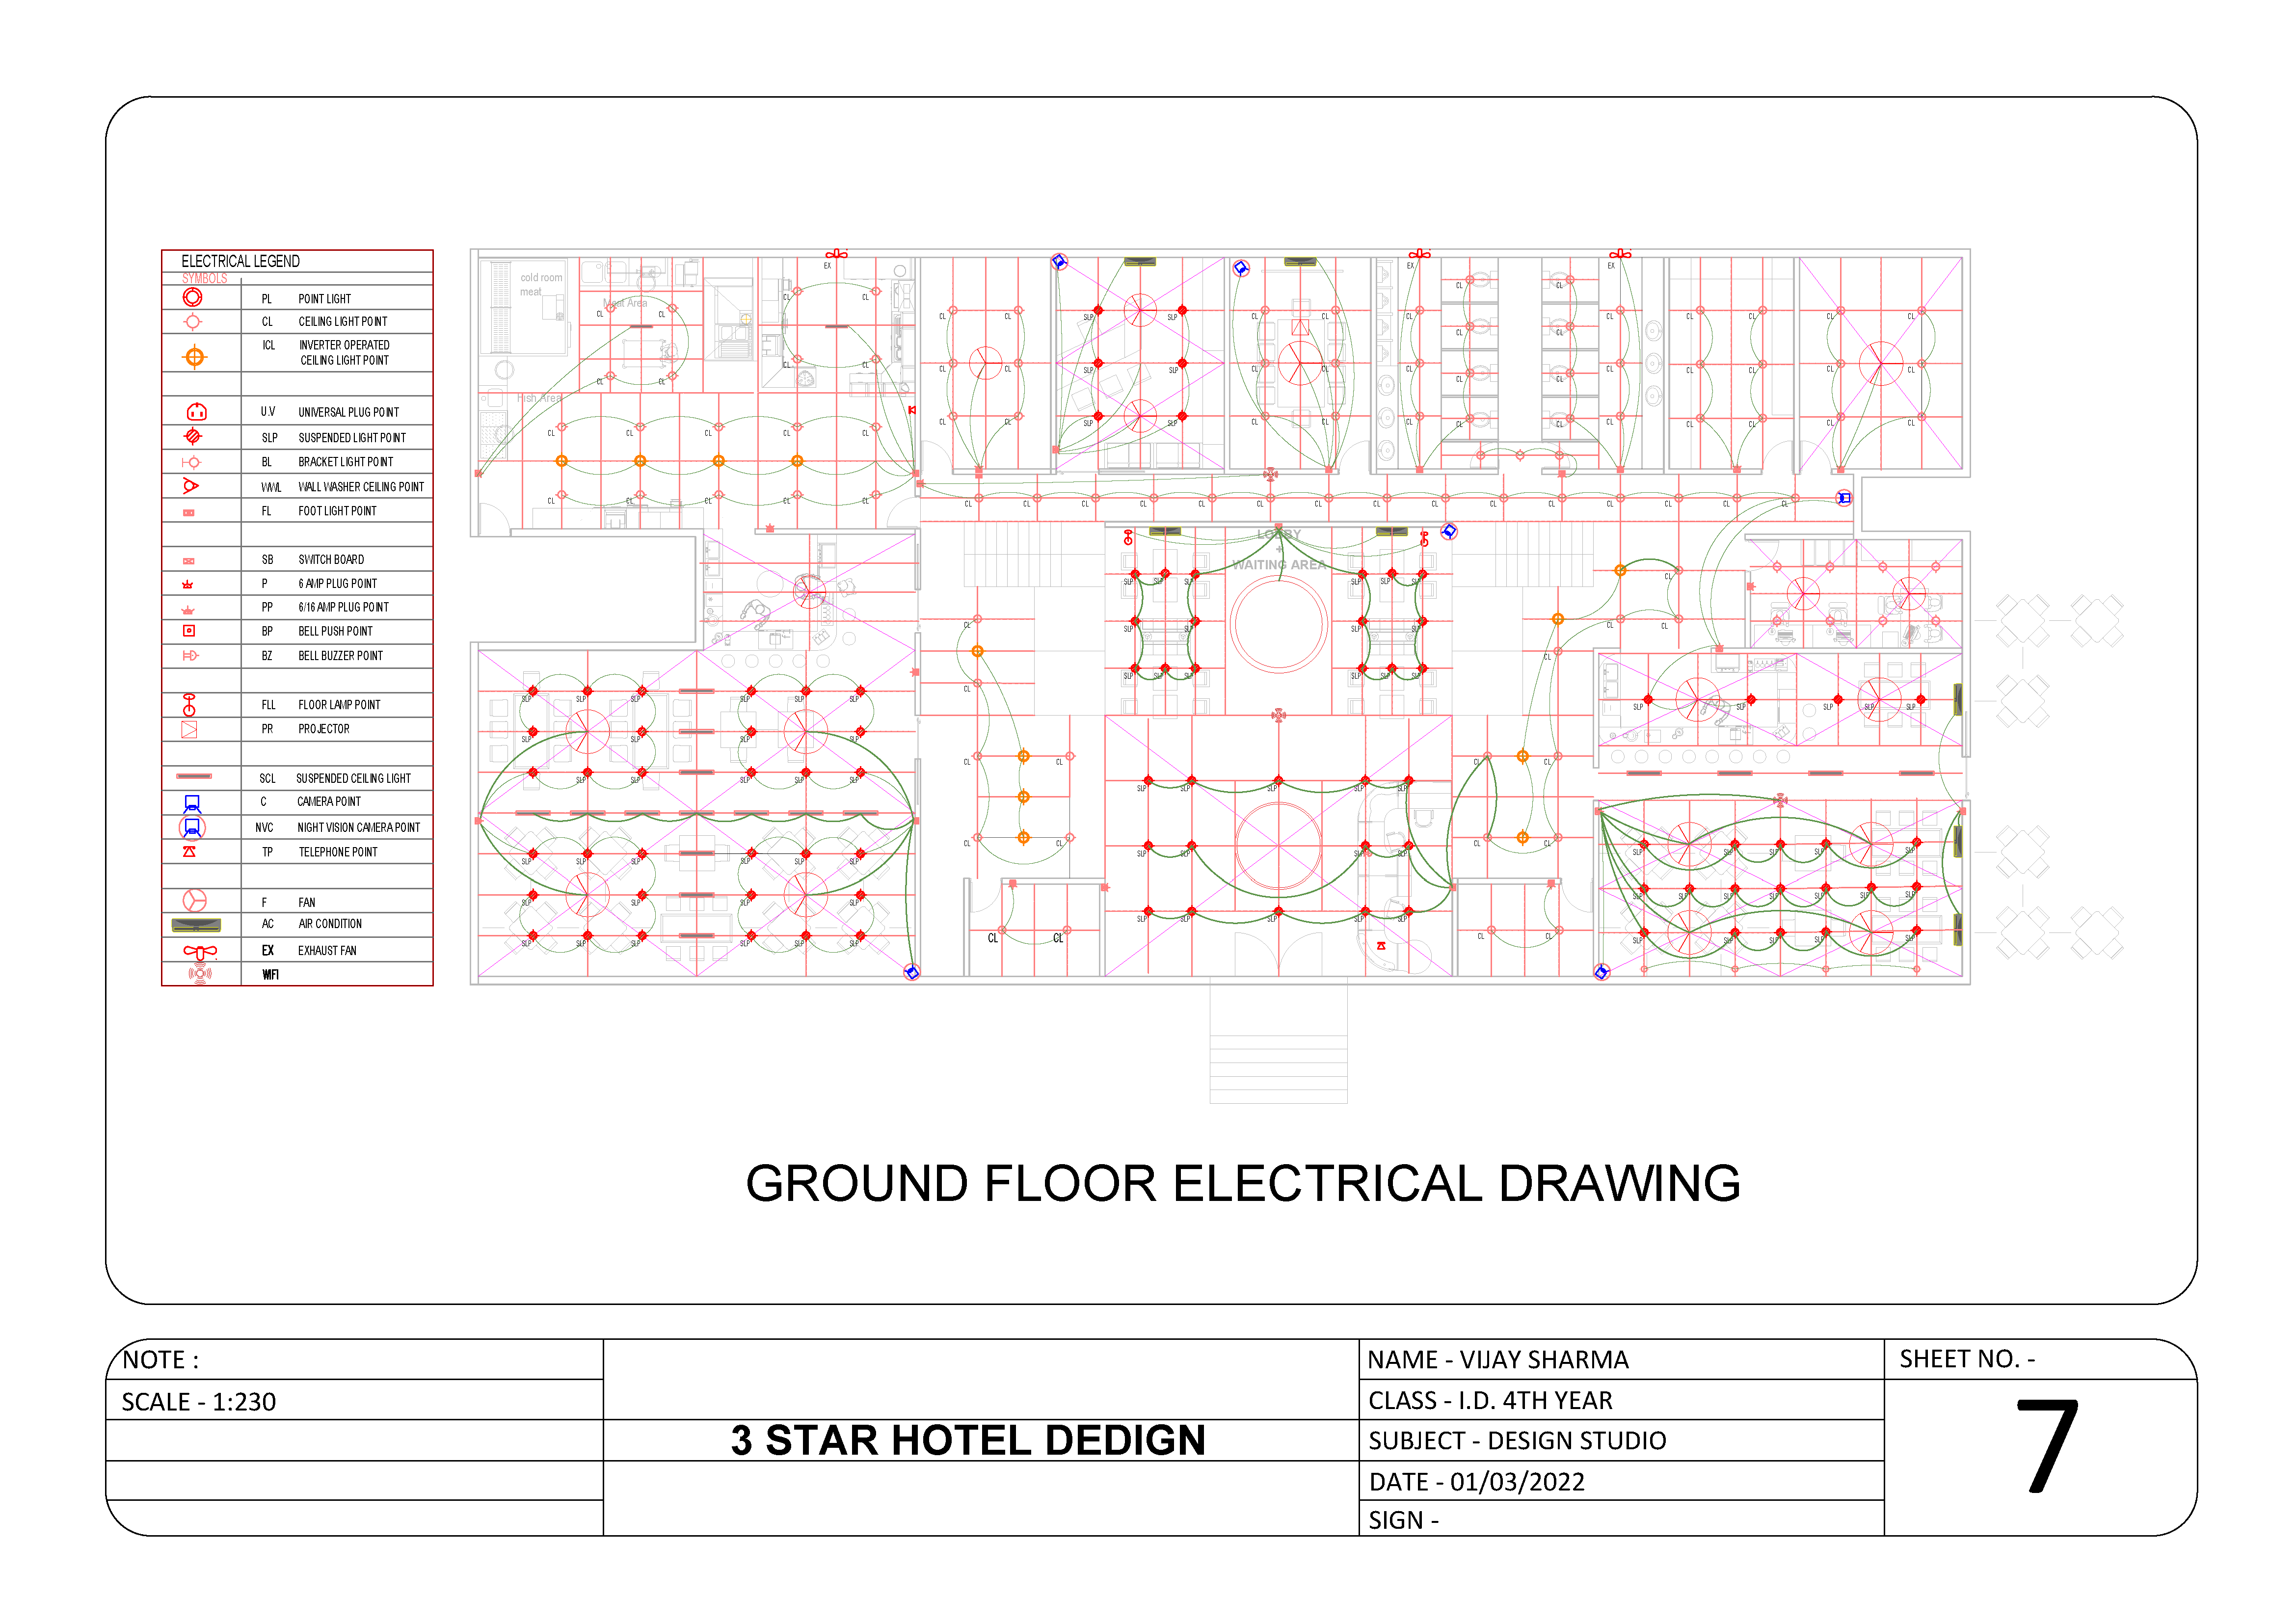 ELECTRICAL LEGEND
SYMBOLS
PL POINT LIGHT
CL CEILING LIGHT POINT
ICL INVERTER OPERATED
CEILING LIGHT POINT
U.V UNIVERSAL PLUG POINT
SLP SUSPENDED LIGHT POINT
BL BRACKET LIGHT POINT
WWL WALL WASHER CEILING POINT
FL FOOT LIGHT POINT
SB SWITCH BOARD
P 6 AMP PLUG POINT
PP 6/16 AMP PLUG POINT
BP BELL PUSH POINT
BZ BELL BUZZER POINT
FLL FLOOR LAMP POINT
PR PROJECTOR
SCL SUSPENDED CEILING LIGHT
C CAMERA POINT
NVC NIGHT VISION CAMERA POINT
TP TELEPHONE POINT
F FAN
AC AIR CONDITION
EX EXHAUST FAN
WIFI
cold room
meat
Meat Area
Fish Area
EX
EX
EX
LOBBY
+
WAITING AREA
GROUND FLOOR ELECTRICAL DRAWING
NOTE :
SCALE - 1:230
3 STAR HOTEL DEDIGN
NAME - VIJAY SHARMA
CLASS - I.D. 4TH YEAR
SUBJECT - DESIGN STUDIO
DATE - 01/03/2022
SIGN -
SHEET NO. -
7